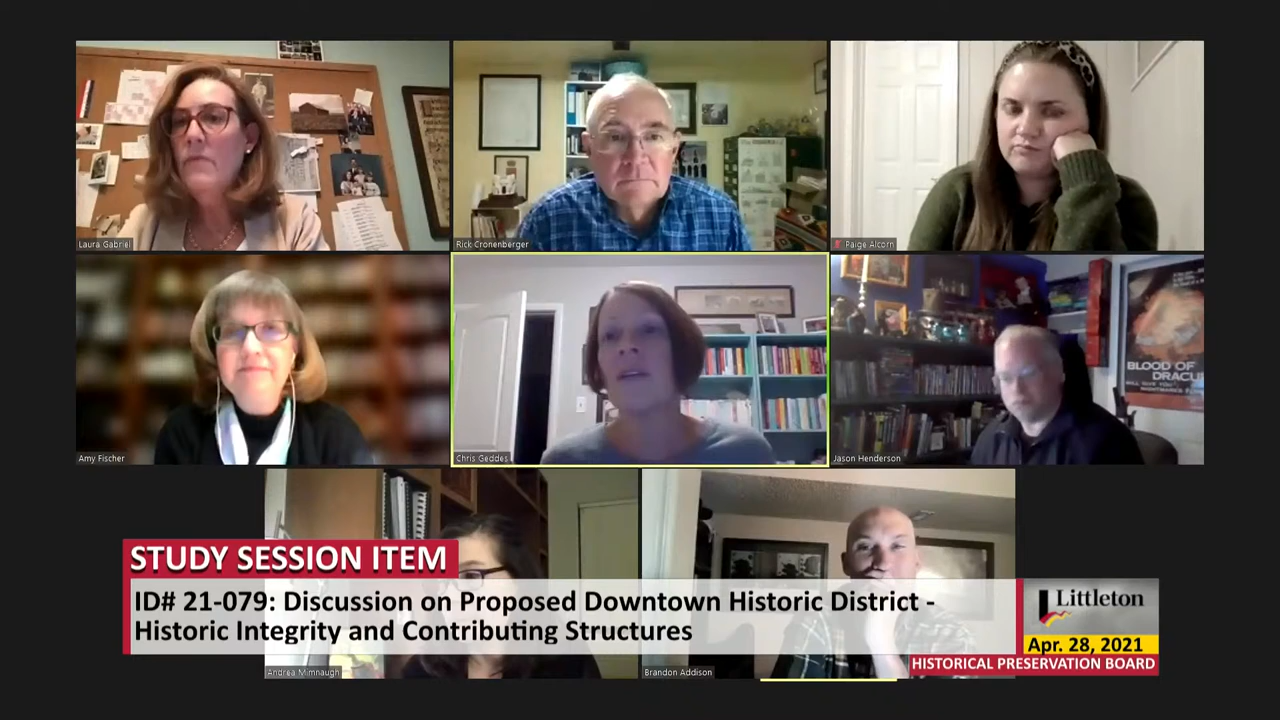 Laura Gabriel
Rick Cronenberger
Paige Alcorn
BLOOD OF
DRACU
Amy Fischer
Chris Geddes
Jason Henderson
STUDY SESSION ITEM
ID# 21-079: Discussion on Proposed Downtown Historic District -
Historic Integrity and Contributing Structures
Littleton
Apr. 28, 2021
HISTORICAL PRESERVATION BOARD
Andrea Mimnaugh
Brandon Addison